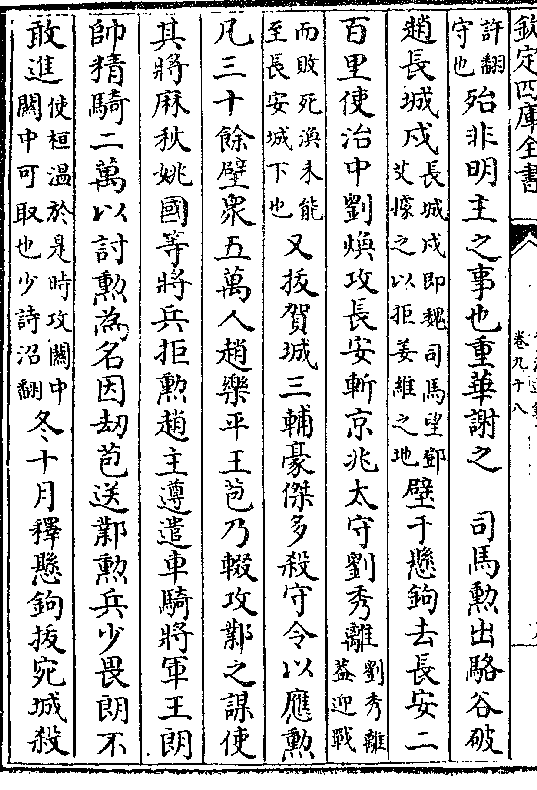 欽定四庫全書
卷九十八
許翻守也殆非明主之事也重華謝之　司馬勲出駱谷破
趙長城戍長城戍即魏司馬望鄧艾據之以拒姜維之地壁于懸鉤去長安二
百里使治中劉煥攻長安斬京兆太守劉秀離劉秀離蓋迎戰
而敗死渙未能至長安城下也又拔賀城三輔豪傑多殺守令以應勲
凡三十餘壁衆五萬人趙樂平王苞乃輟攻鄴之謀使
其將麻秋姚國等將兵拒勲趙主遵遣車騎將軍王朗
帥精騎二萬以討勲為名因刼苞送鄴勲兵少畏朗不
敢進使桓温於是時攻關中關中可取也少詩沼翻冬十月釋懸鉤拔宛城殺